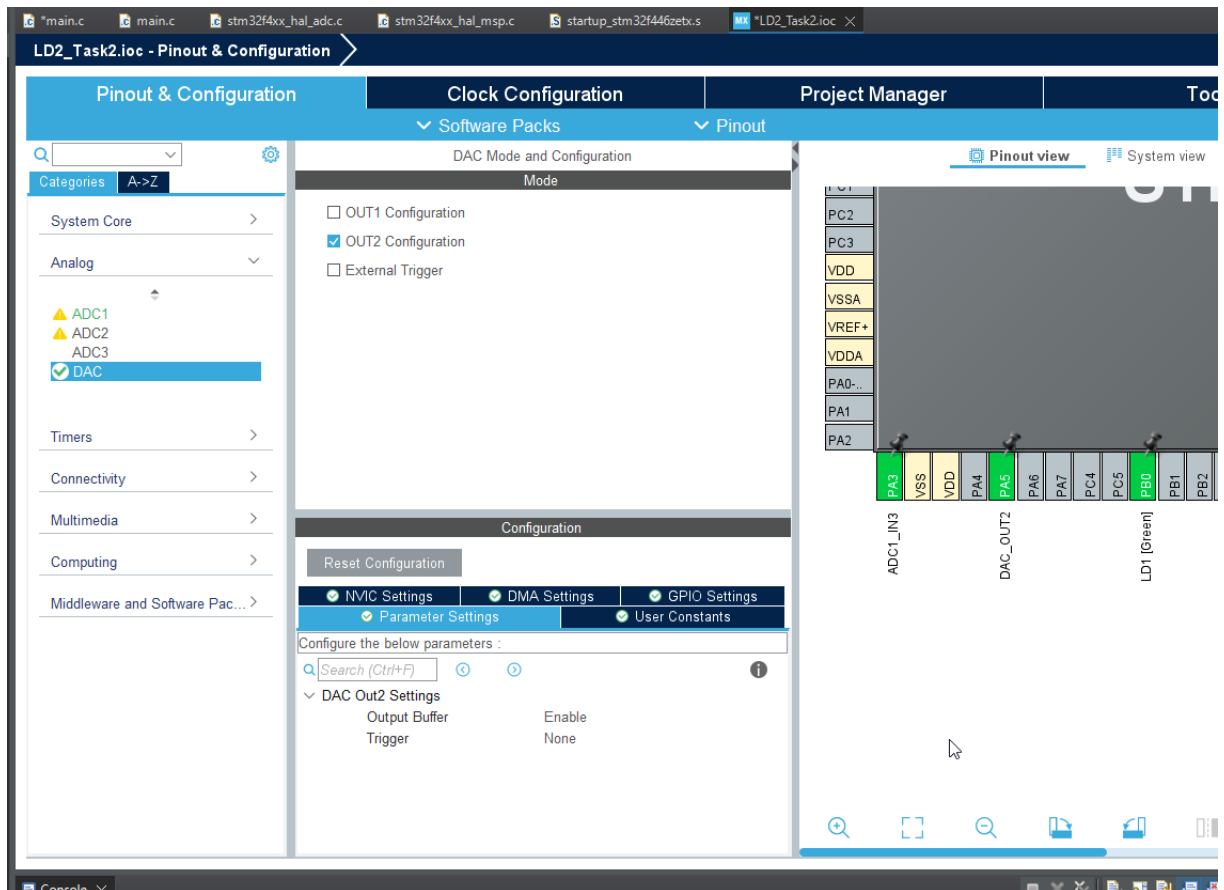 *main.c main.c stm32f4xx_hal_adc.c stm32f4xx_hal_msp.c startup_stm32f446zetx.s MX *LD2_Task2.ioc
LD2_Task2.ioc - Pinout & Configuration
Pinout & Configuration Clock Configuration Project Manager
Software Packs Pinout
Categories A->Z
System Core
Analog
ADC1
ADC2
ADC3
DAC
Timers
Connectivity
Multimedia
Computing
Middleware and Software Pac...
DAC Mode and Configuration
Mode
OUT1 Configuration
OUT2 Configuration
External Trigger
Configuration
Reset Configuration
NVIC Settings DMA Settings GPIO Settings
Parameter Settings User Constants
Configure the below parameters :
Search (Ctrl+F)
DAC Out2 Settings
Output Buffer Enable
Trigger None
Pinout view System view
PC1
PC2
PC3
VDD
VSSA
VREF+
VDDA
PA0-..
PA1
PA2
PA3 VSS VDD PA4 PA5 PA6 PA7 PC4 PC5 PB0 PB1 PB2
ADC1_IN3 DAC_OUT2 LD1 [Green]
Console